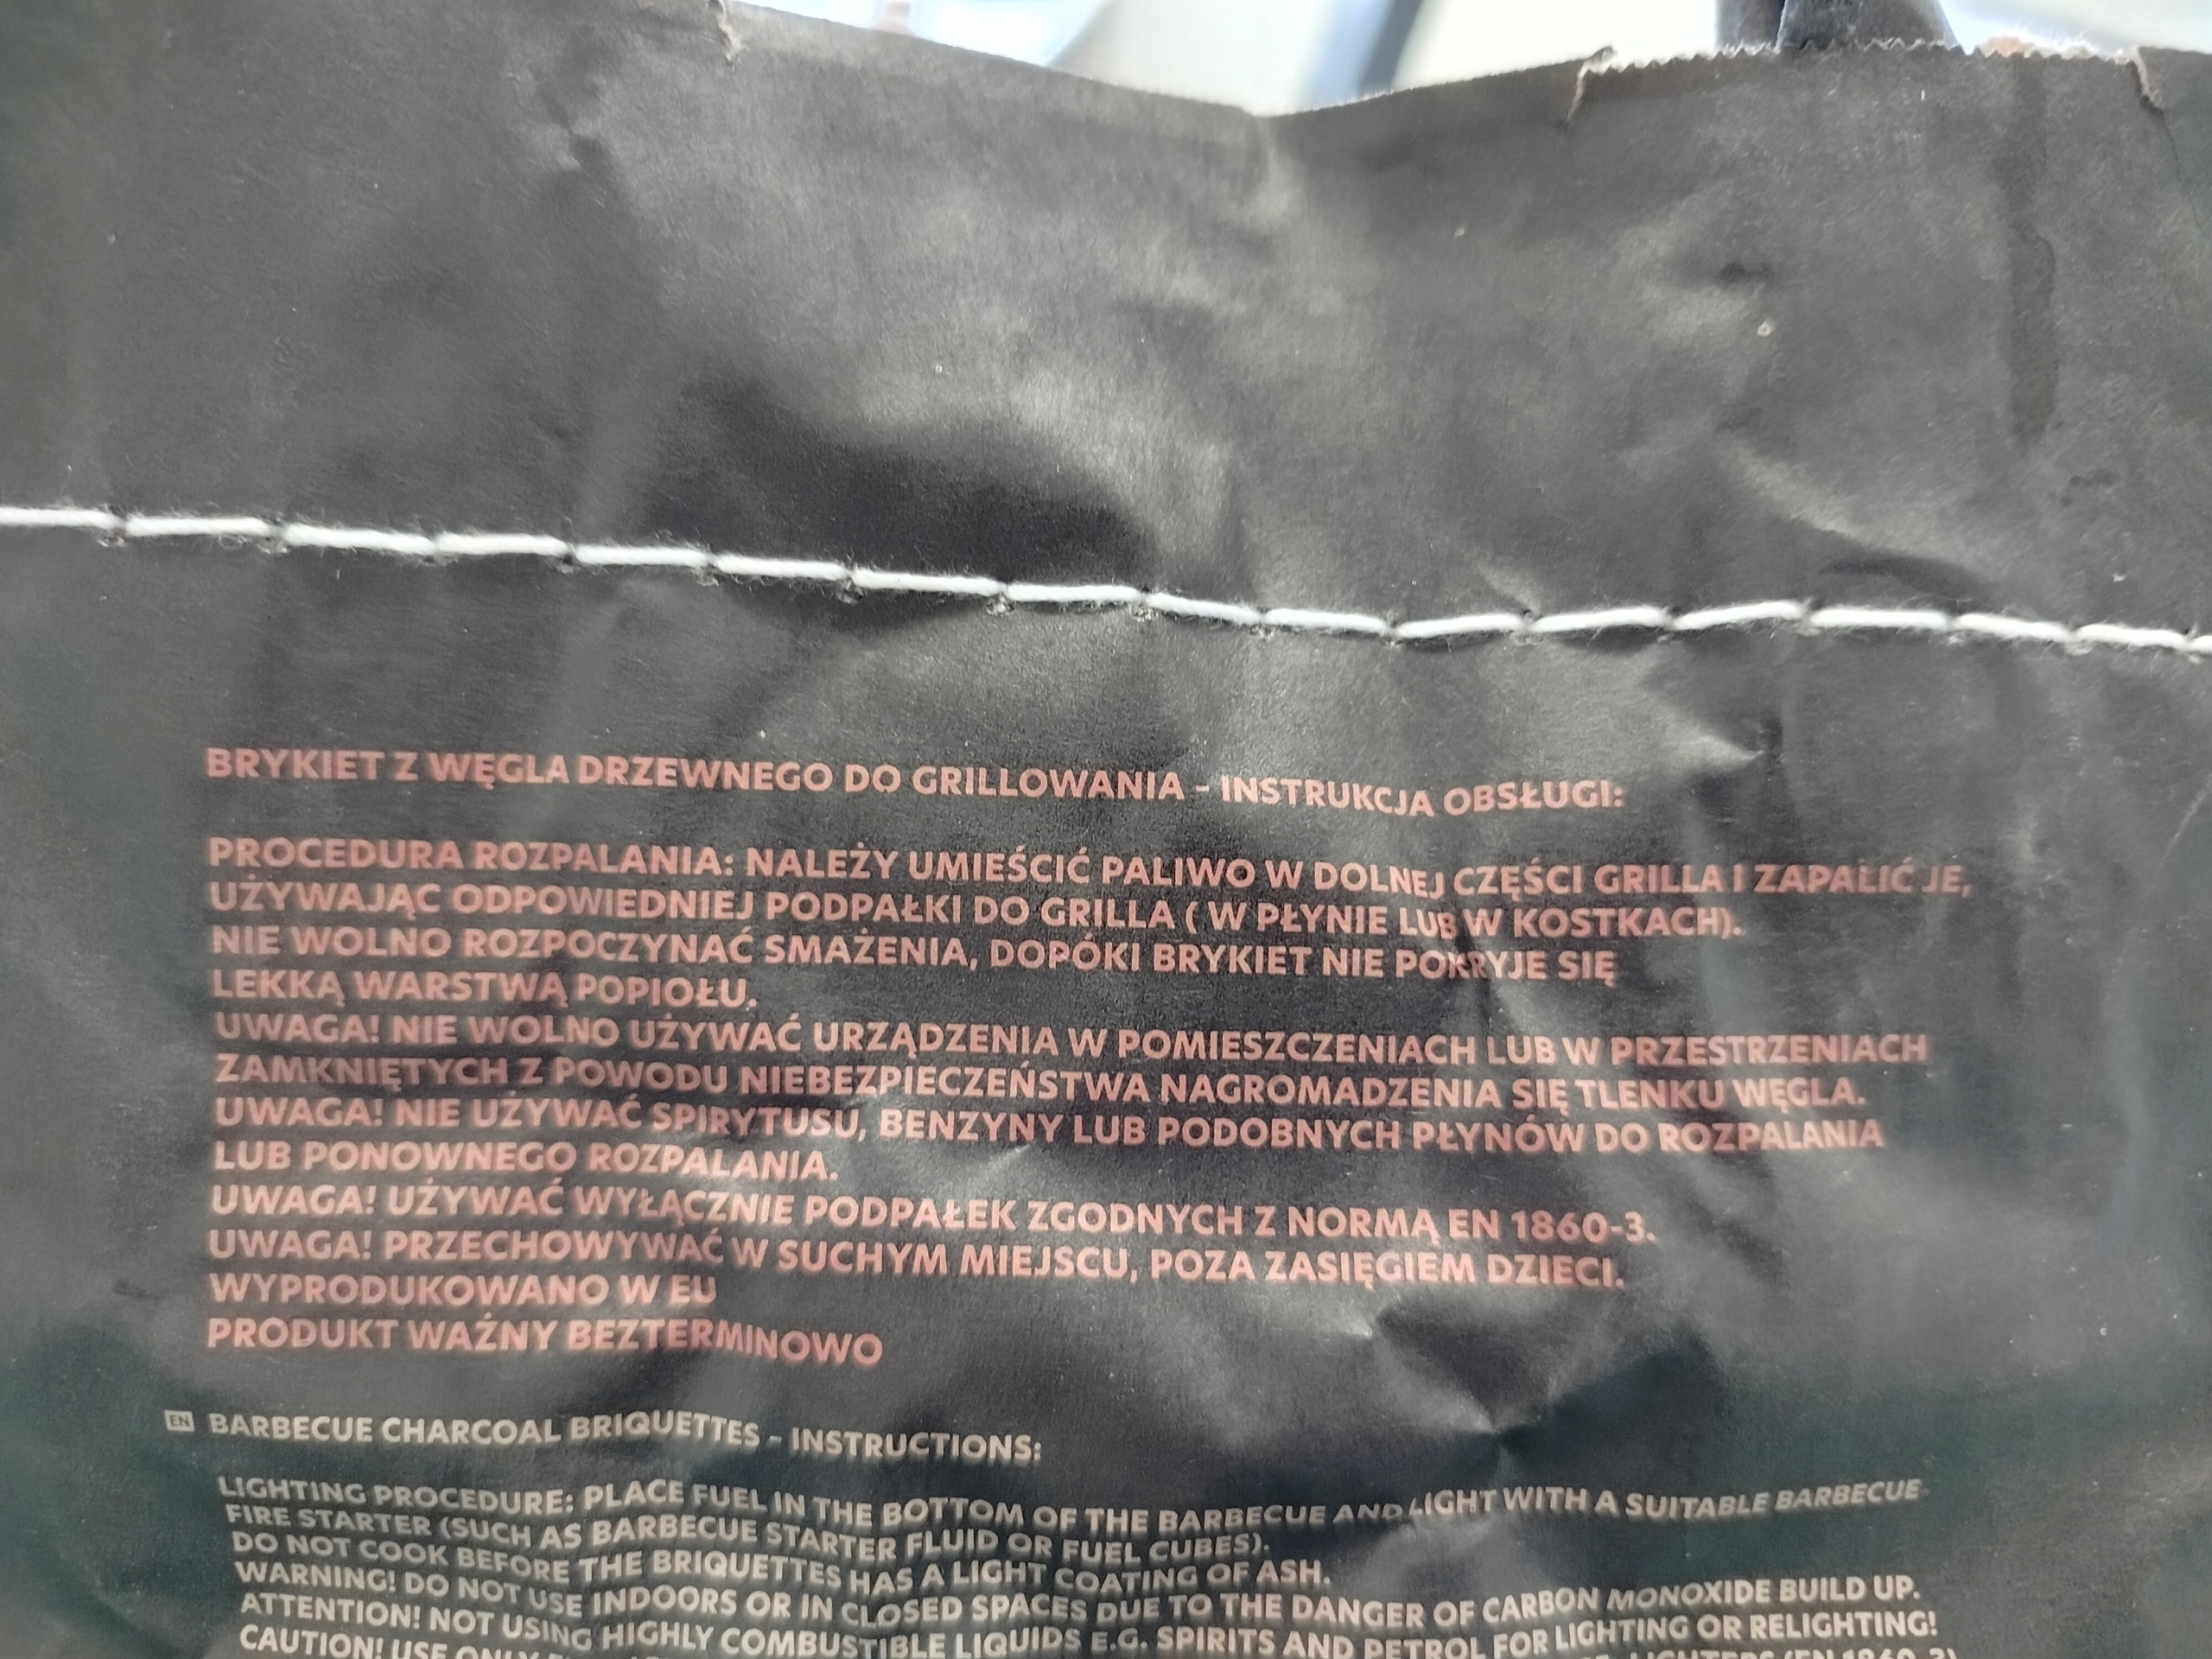 BRYKIET Z WĘGLA DRZEWNEGO DO GRILLOWANIA - INSTRUKCJA OBSŁUGI:
PROCEDURA ROZPALANIA: NALEŻY UMIEŚCIĆ PALIWO W DOLNEJ CZĘŚCI GRILLA I ZAPALIĆ JE,
UŻYWAJĄC ODPOWIEDNIEJ PODPAŁKI DO GRILLA ( W PŁYNIE LUB W KOSTKACH).
NIE WOLNO ROZPOCZYNAĆ SMAŻENIA, DOPÓKI BRYKIET NIE POKRYJE SIĘ
LEKKĄ WARSTWĄ POPIOŁU.
UWAGA! NIE WOLNO UŻYWAĆ URZĄDZENIA W POMIESZCZENIACH LUB W PRZESTRZENIACH
ZAMKNIĘTYCH Z POWODU NIEBEZPIECZEŃSTWA NAGROMADZENIA SIĘ TLENKU WĘGLA.
UWAGA! NIE UŻYWAĆ SPIRYTUSU, BENZYNY LUB PODOBNYCH PŁYNÓW DO ROZPALANIA
LUB PONOWNEGO ROZPALANIA.
UWAGA! UŻYWAĆ WYŁĄCZNIE PODPAŁEK ZGODNYCH Z NORMĄ EN 1860-3.
UWAGA! PRZECHOWYWAĆ W SUCHYM MIEJSCU, POZA ZASIĘGIEM DZIECI.
WYPRODUKOWANO W EU
PRODUKT WAŻNY BEZTERMINOWO
EN BARBECUE CHARCOAL BRIQUETTES - INSTRUCTIONS:
LIGHTING PROCEDURE: PLACE FUEL IN THE BOTTOM OF THE BARBECUE AND LIGHT WITH A SUITABLE BARBECUE
FIRE STARTER (SUCH AS BARBECUE STARTER FLUID OR FUEL CUBES).
DO NOT COOK BEFORE THE BRIQUETTES HAS A LIGHT COATING OF ASH.
WARNING! DO NOT USE INDOORS OR IN CLOSED SPACES DUE TO THE DANGER OF CARBON MONOXIDE BUILD UP.
ATTENTION! NOT USING HIGHLY COMBUSTIBLE LIQUIDS E.G. SPIRITS AND PETROL FOR LIGHTING OR RELIGHTING!
CAUTION! USE ONLY LIGHTERS (EN 1860-3)